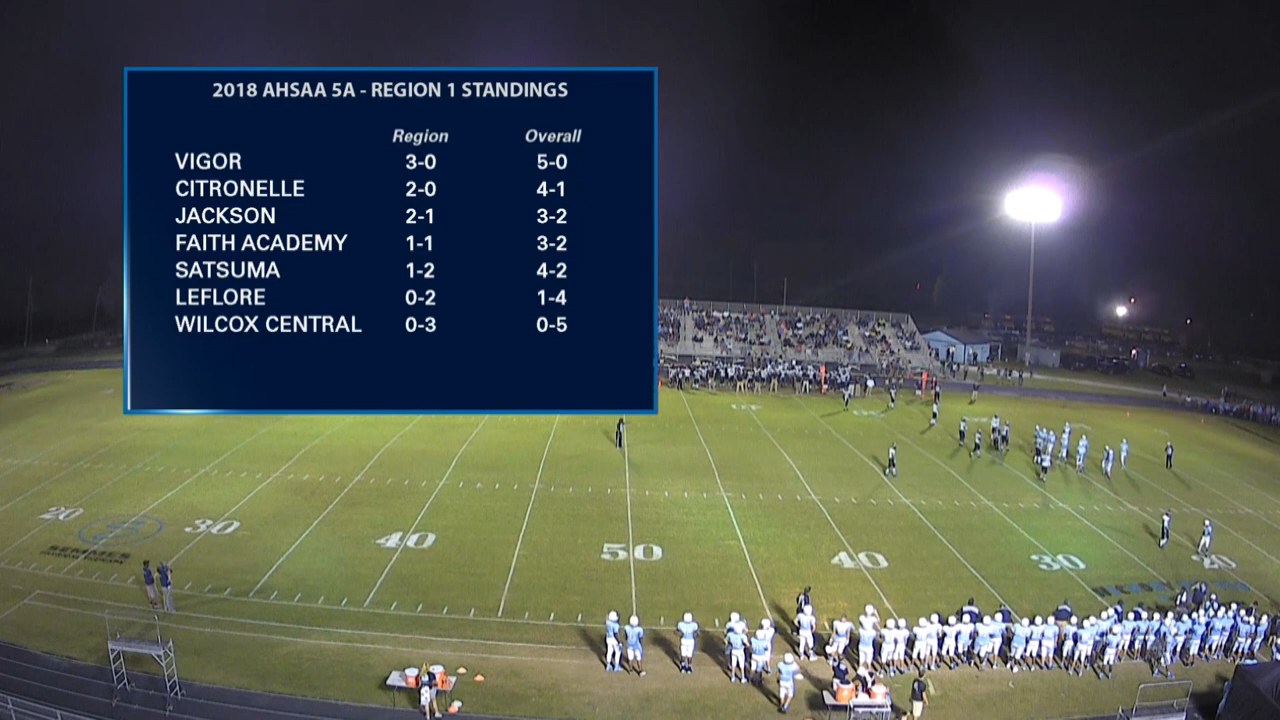 2018 AHSAA 5A - REGION 1 STANDINGS
Region Overall
VIGOR 3-0 5-0
CITRONELLE 2-0 4-1
JACKSON 2-1 3-2
FAITH ACADEMY 1-1 3-2
SATSUMA 1-2 4-2
LEFLORE 0-2 1-4
WILCOX CENTRAL 0-3 0-5
20 30 40 50 40 30 20
SEMMES